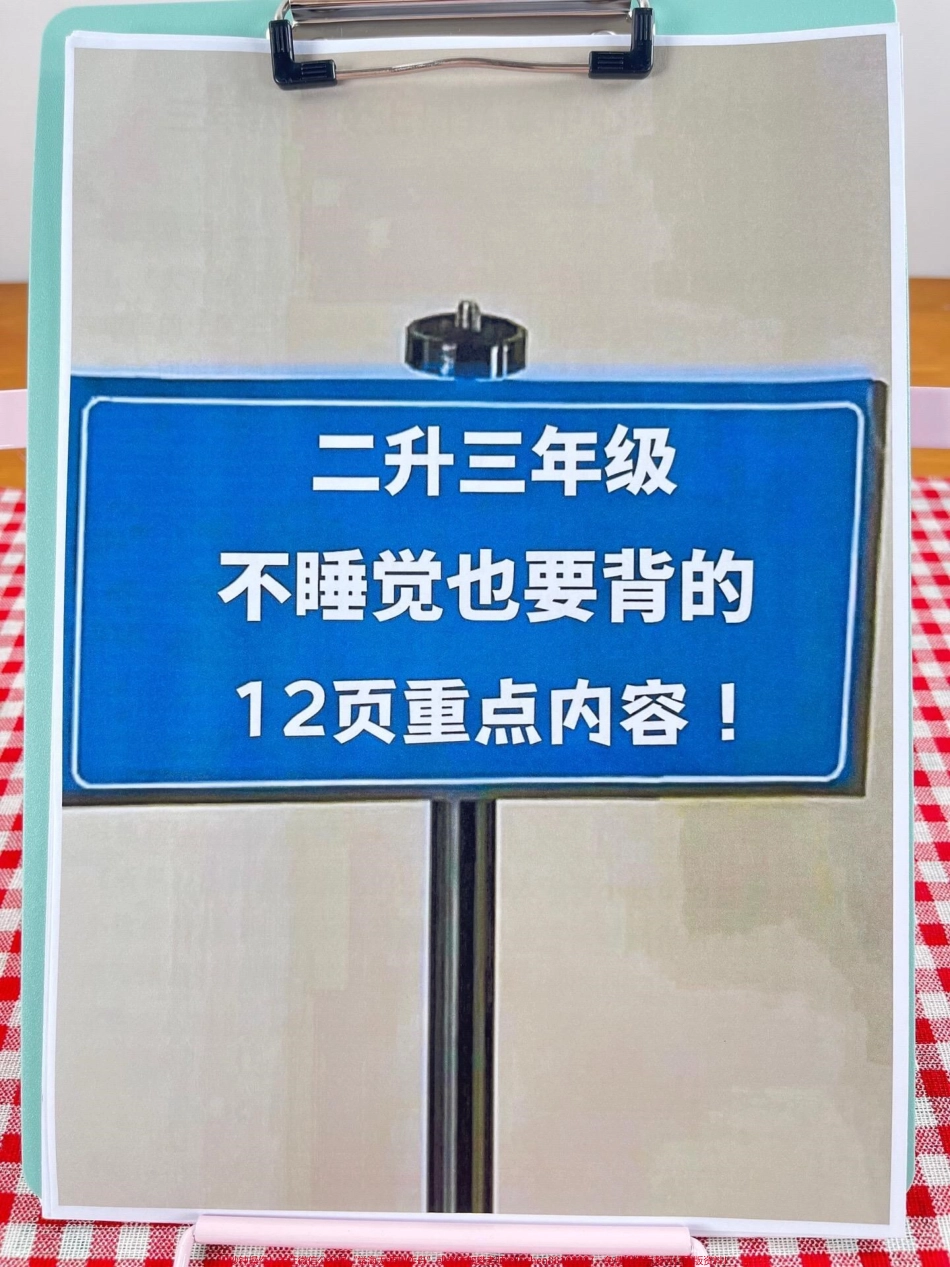 二升三年级
不睡觉也要背的
12页重点内容！